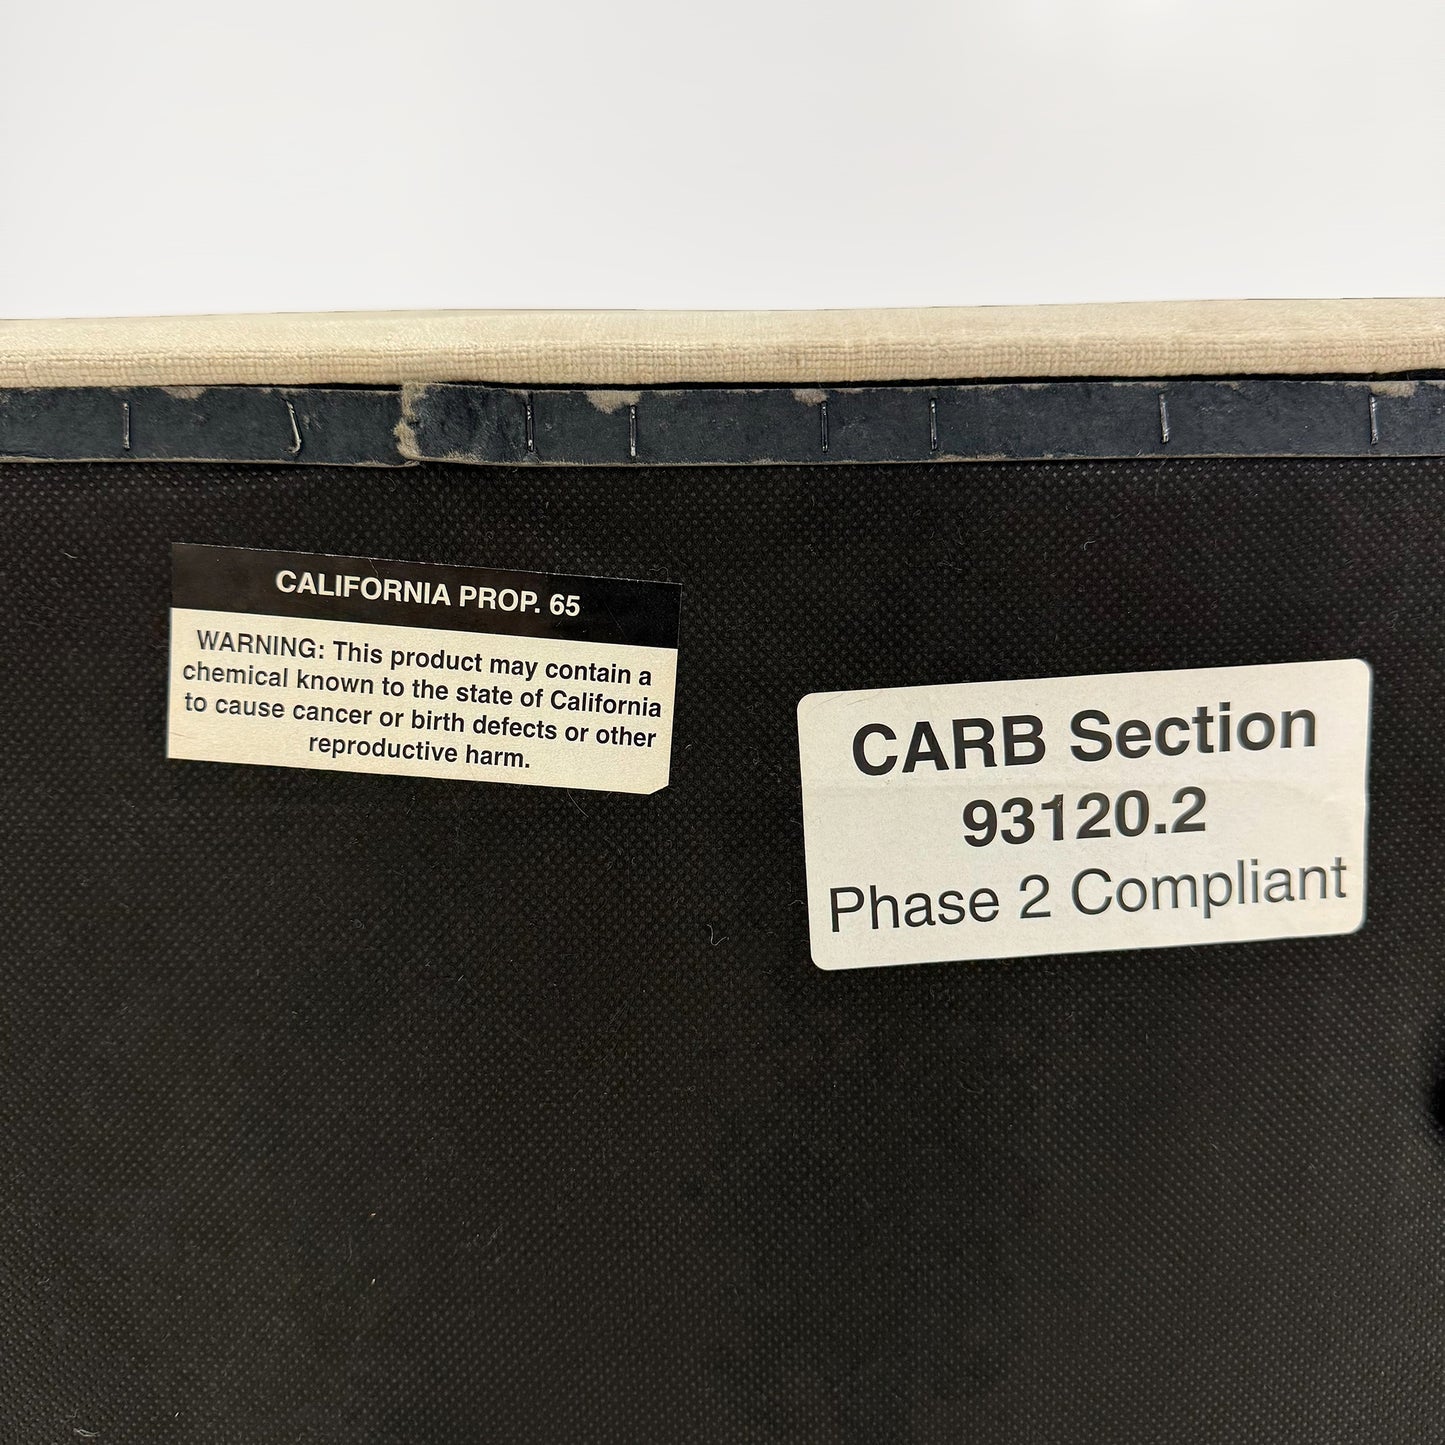 CALIFORNIA PROP. 65
WARNING: This product may contain a
chemical known to the state of California
to cause cancer or birth defects or other
reproductive harm.
CARB Section
93120.2
Phase 2 Compliant